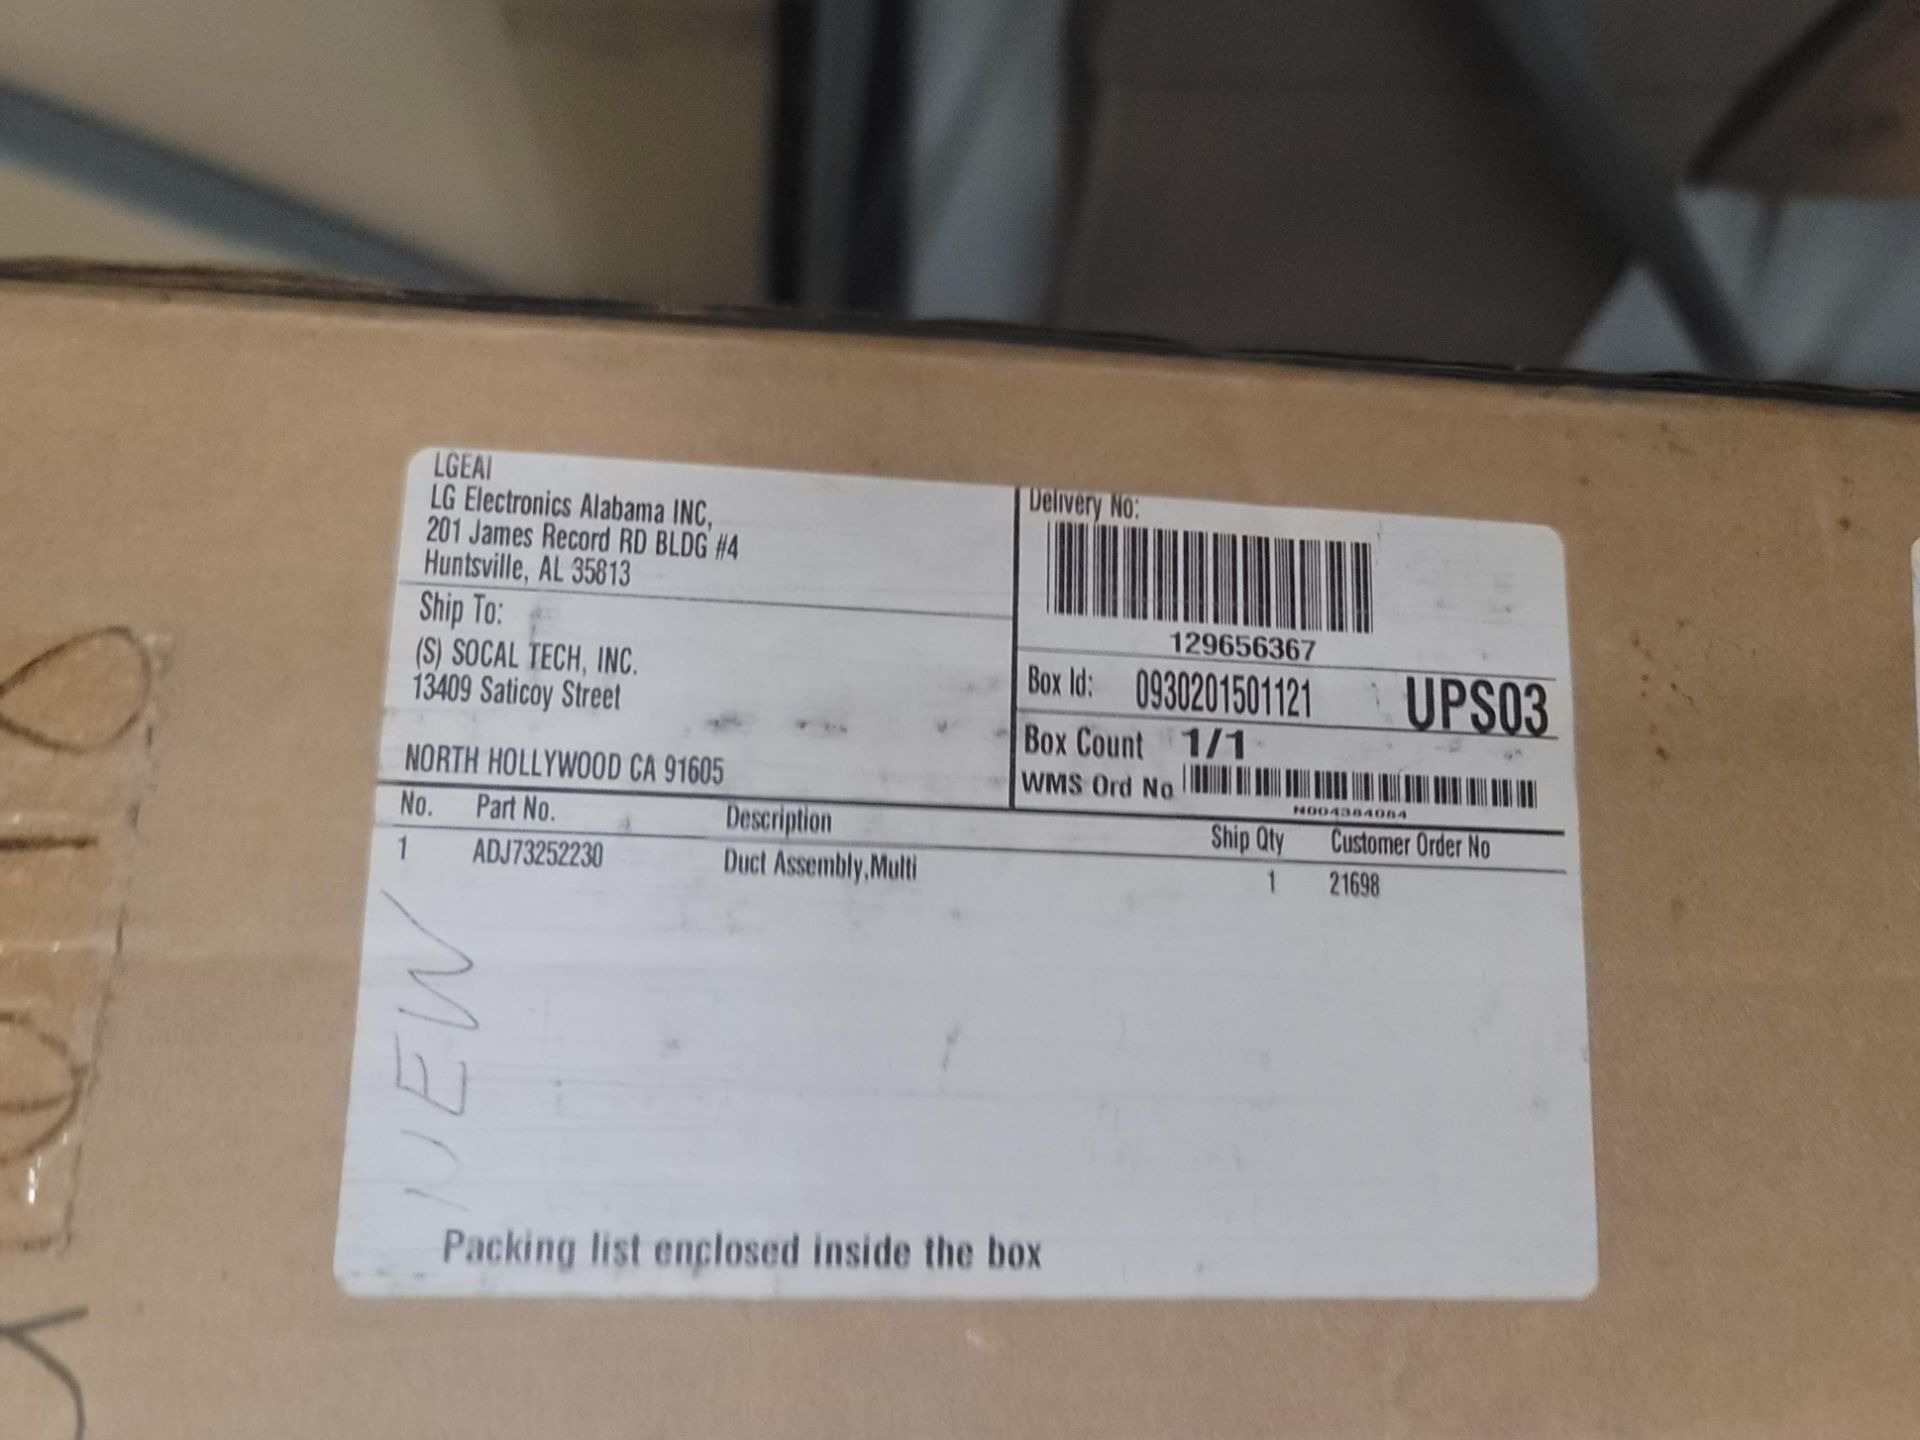 LGEAI
LG Electronics Alabama INC,
201 James Record RD BLDG #4
Huntsville, AL 35813
Ship To:
(S) SOCAL TECH, INC.
13409 Saticoy Street
NORTH HOLLYWOOD CA 91605
Delivery No:
129656367
Box Id: 0930201501121 UPS03
Box Count 1/1
WMS Ord No
N004384084
No. Part No. Description Ship Qty Customer Order No
1 ADJ73252230 Duct Assembly,Multi 1 21698
NEW
Packing list enclosed inside the box